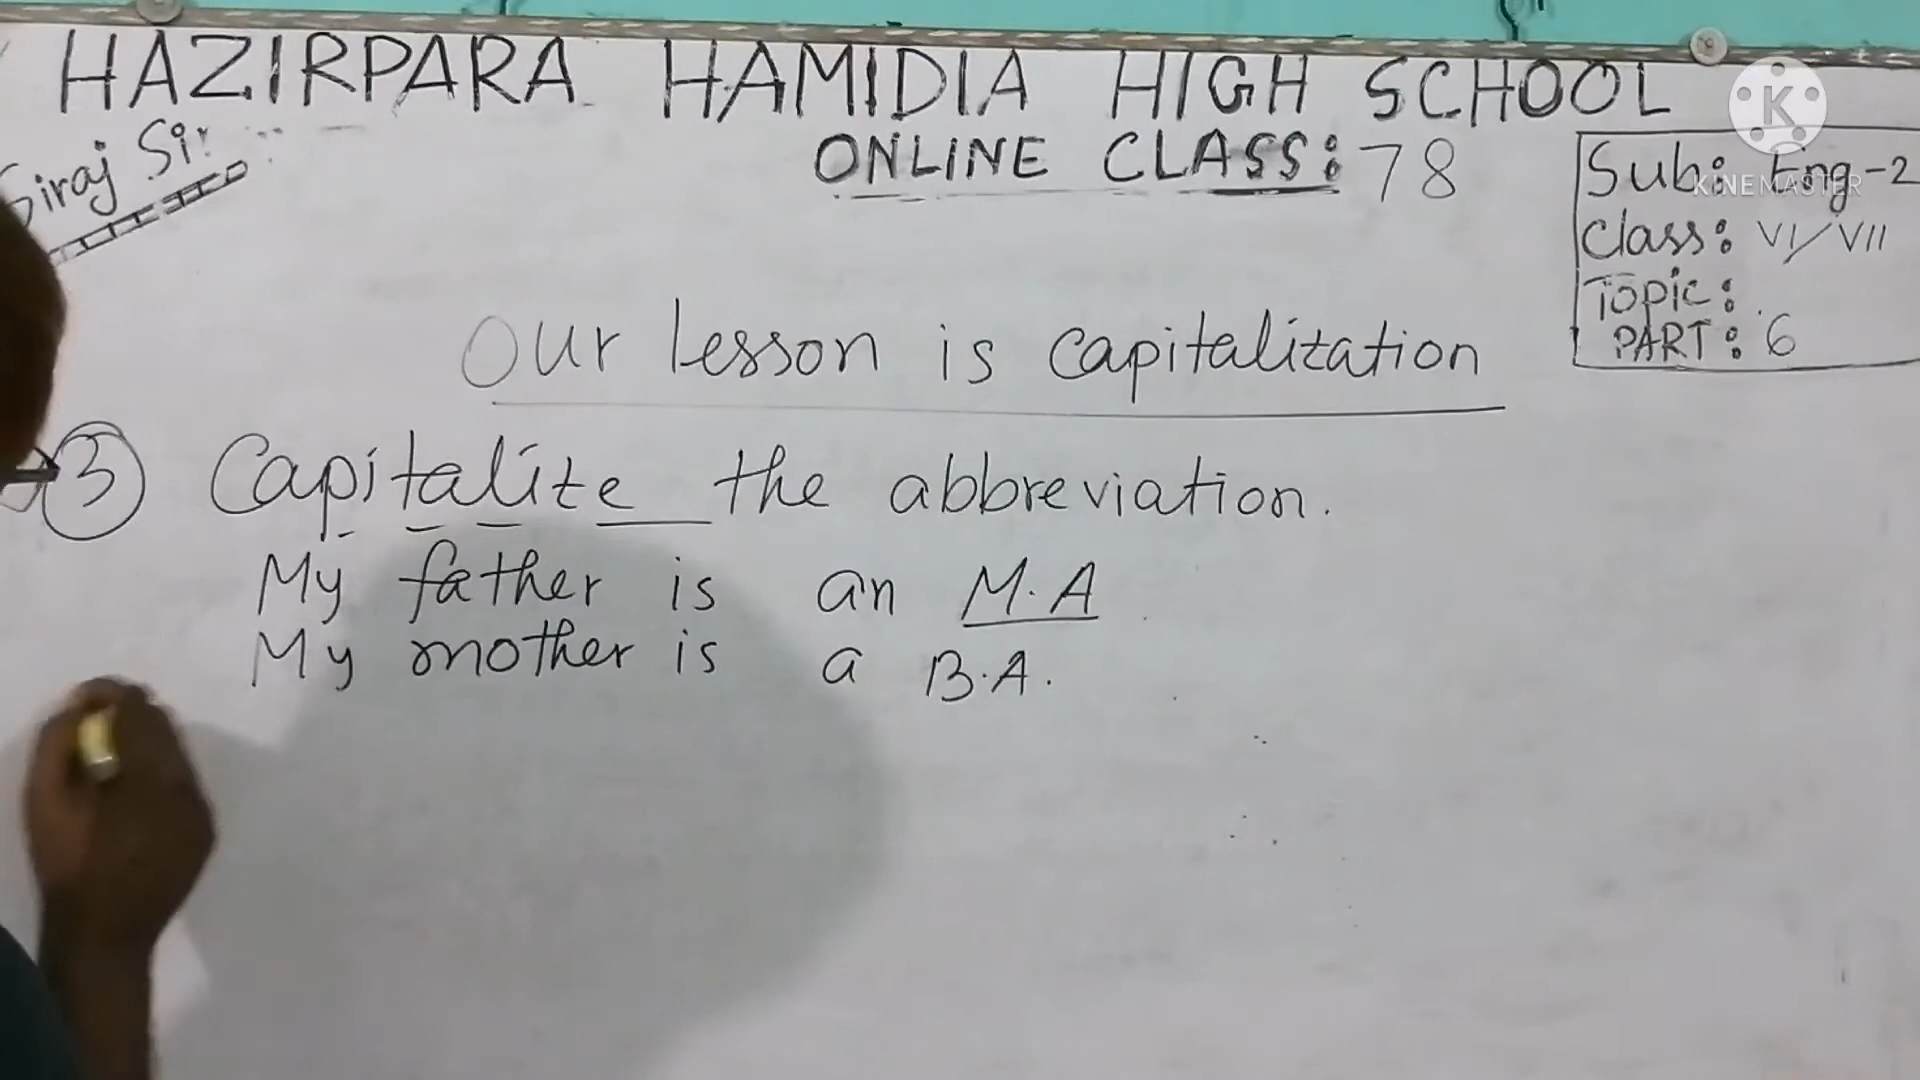 HAZIRPARA HAMIDIA HIGH SCHOOL
Siraj Sir
ONLINE CLASS: 78
Sub: Eng-2
Class: VI/VII
Topic:
PART: 6
K
KINEMASTER
Our lesson is capitalization
3 Capitalize the abbreviation.
My father is an M.A
My mother is a B.A.